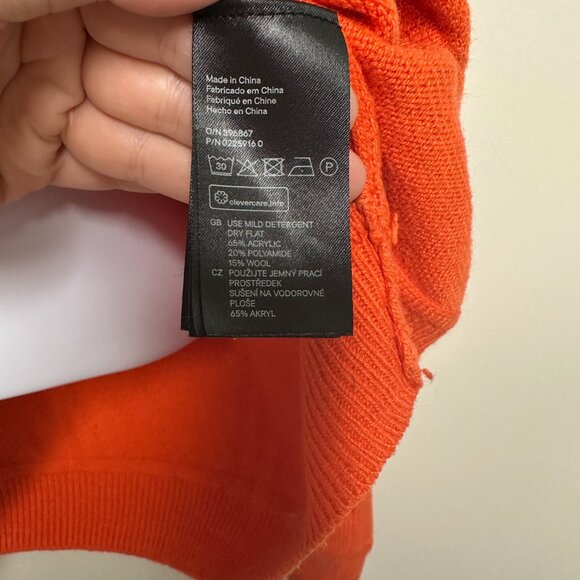 Made in China
Fabricado em China
Fabriqué en Chine
Hecho en China
O/N 396867
P/N 0225916 0
30 P
clevercare.info
GB USE MILD DETERGENT
DRY FLAT
65% ACRYLIC
20% POLYAMIDE
15% WOOL
CZ POUŽIJTE JEMNÝ PRACÍ
PROSTŘEDEK
SUŠENÍ NA VODOROVNÉ
PLOŠE
65% AKRYL